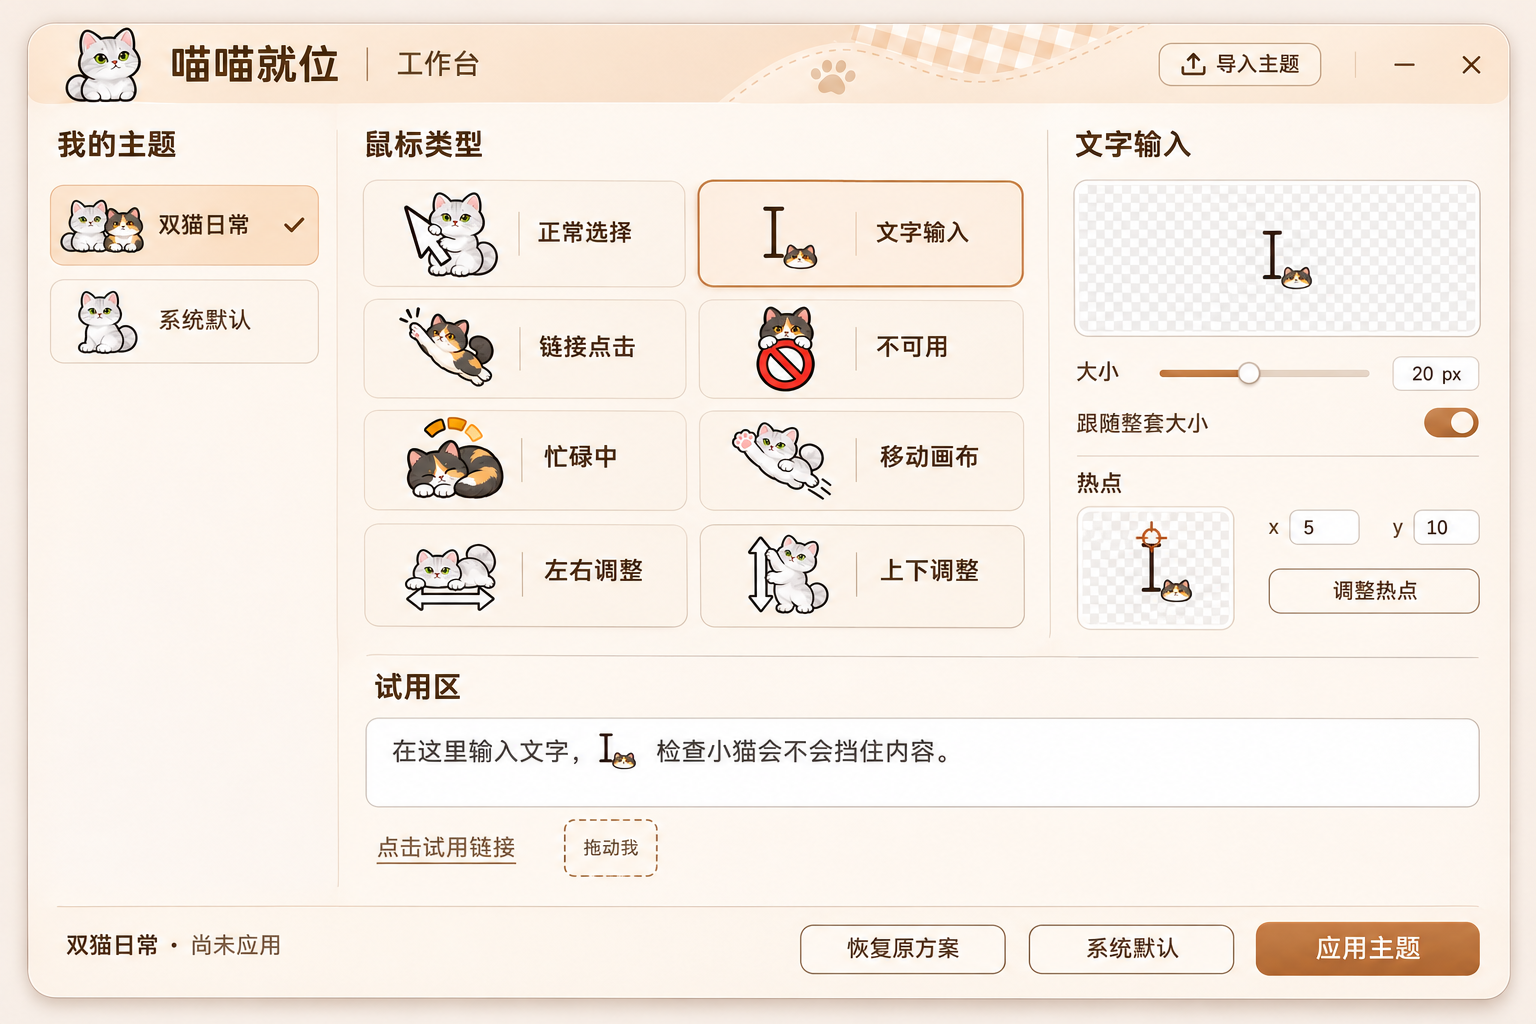 喵喵就位 工作台 导入主题
我的主题
双猫日常
系统默认
鼠标类型
正常选择
文字输入
链接点击
不可用
忙碌中
移动画布
左右调整
上下调整
文字输入
大小 20 px
跟随整套大小
热点
x 5 y 10
调整热点
试用区
在这里输入文字， 检查小猫会不会挡住内容。
点击试用链接 拖动我
双猫日常 · 尚未应用 恢复原方案 系统默认 应用主题